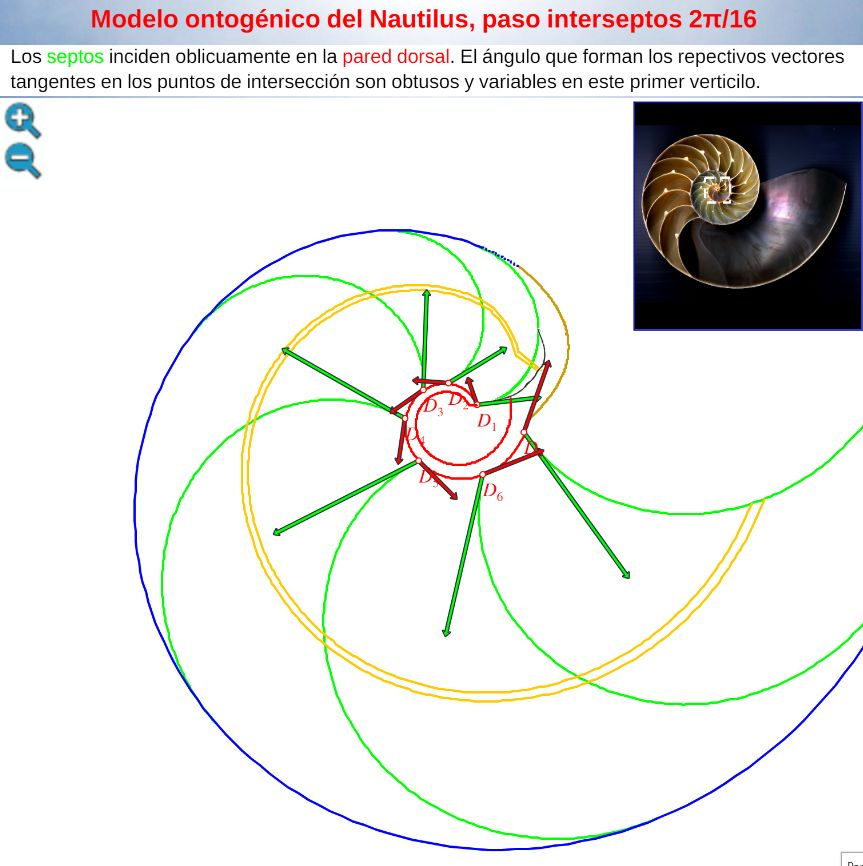 Modelo ontogénico del Nautilus, paso interseptos 2π/16
Los septos inciden oblicuamente en la pared dorsal. El ángulo que forman los repectivos vectores
tangentes en los puntos de intersección son obtusos y variables en este primer verticilo.
D₃
D₂
D₁
D₄
D₅
D₆